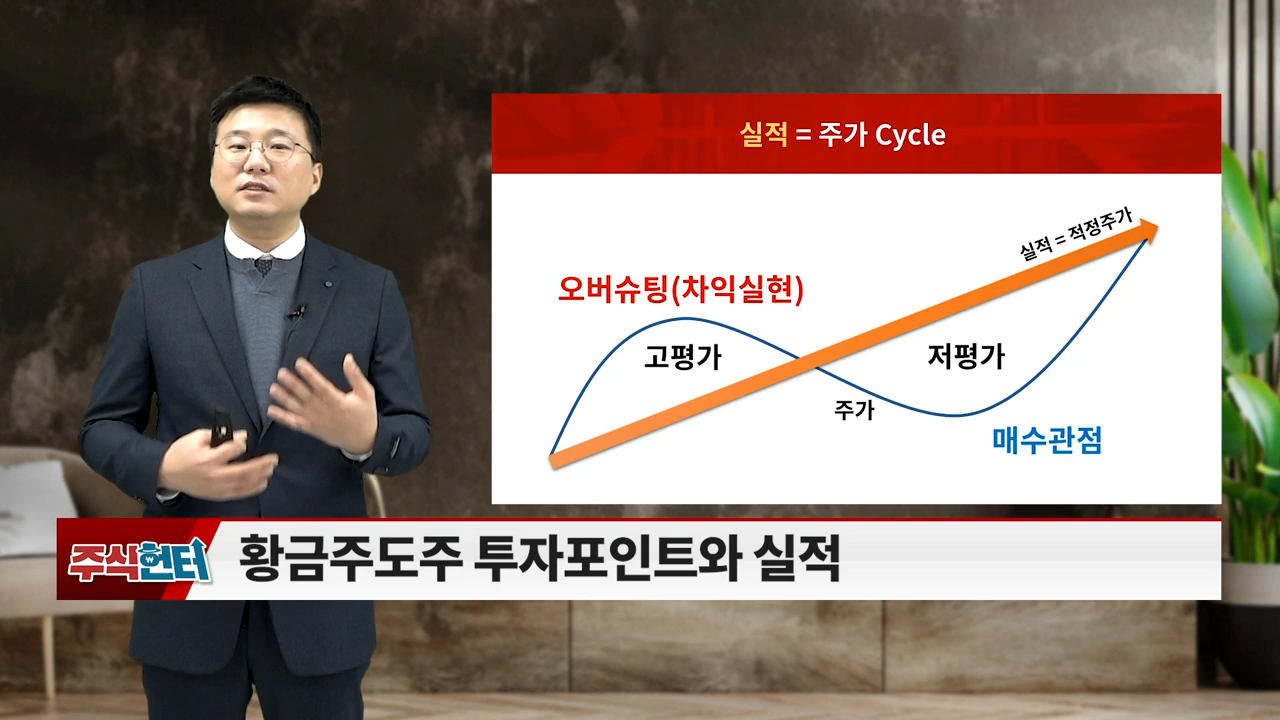 실적 = 주가 Cycle
실적 = 적정주가
오버슈팅(차익실현)
고평가
저평가
주가
매수관점
주식헌터
황금주도주 투자포인트와 실적